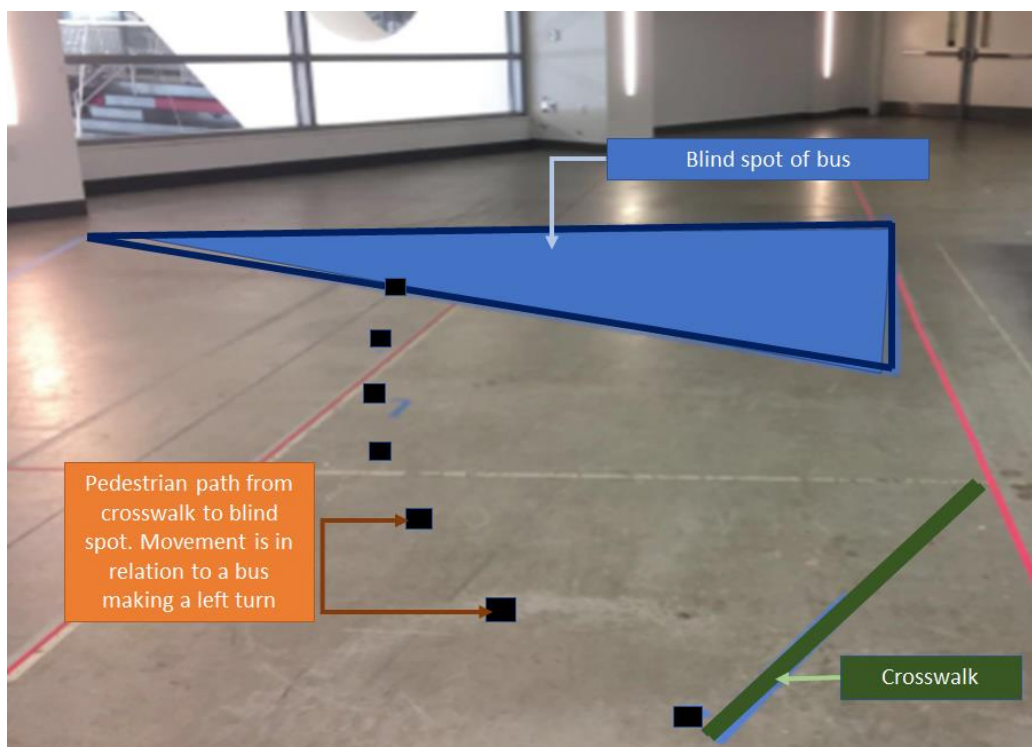 Blind spot of bus
Pedestrian path from
crosswalk to blind
spot. Movement is in
relation to a bus
making a left turn
Crosswalk